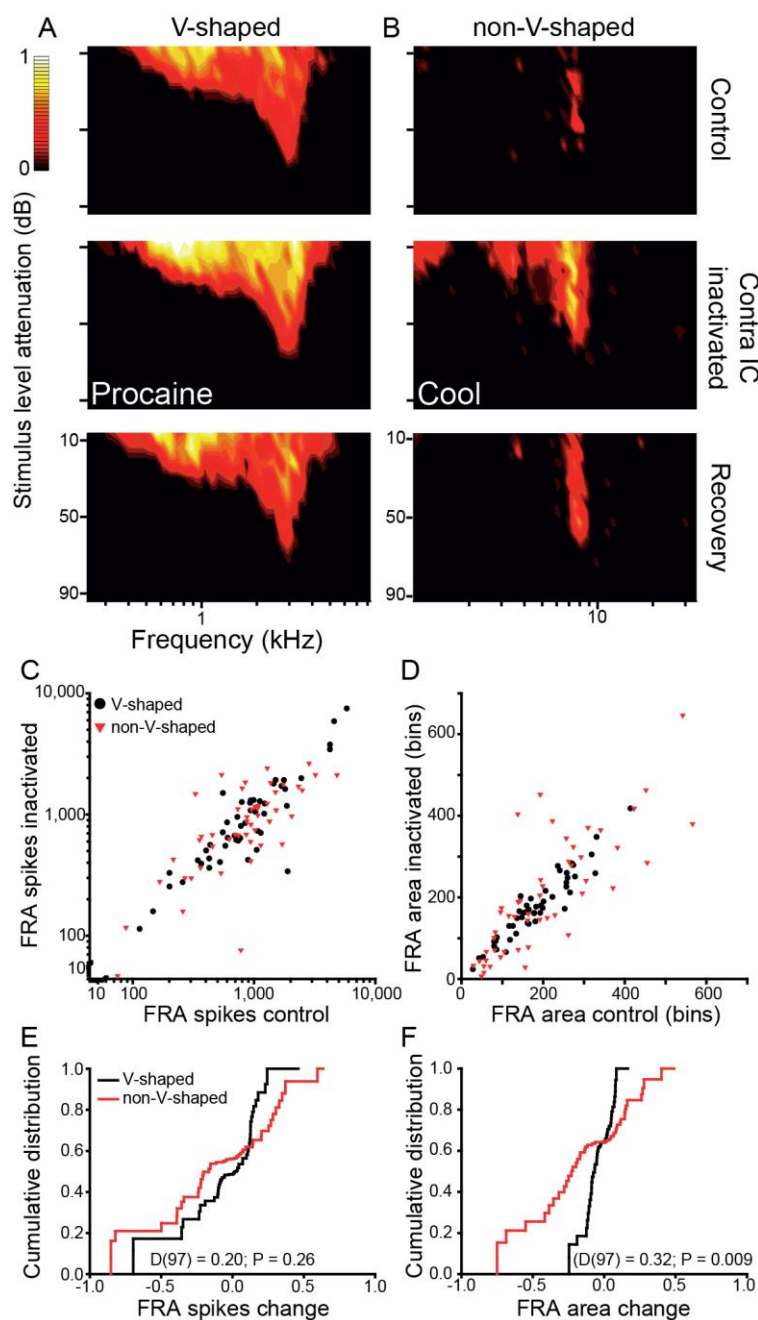 A
V-shaped
B
non-V-shaped
1
0
Control
Stimulus level attenuation (dB)
Procaine
Cool
Contra IC
inactivated
10
50
90
Recovery
1
10
Frequency (kHz)
C
10,000
1,000
100
40
V-shaped
non-V-shaped
FRA spikes inactivated
40
100
1,000
10,000
FRA spikes control
D
600
400
200
0
FRA area inactivated (bins)
0
200
400
600
FRA area control (bins)
E
1.0
0.8
0.6
0.4
0.2
0.0
V-shaped
non-V-shaped
Cumulative distribution
D(97) = 0.20; P = 0.26
-1.0
-0.5
0.0
0.5
1.0
FRA spikes change
F
1.0
0.8
0.6
0.4
0.2
0.0
Cumulative distribution
(D(97) = 0.32; P = 0.009
-1.0
-0.5
0.0
0.5
1.0
FRA area change